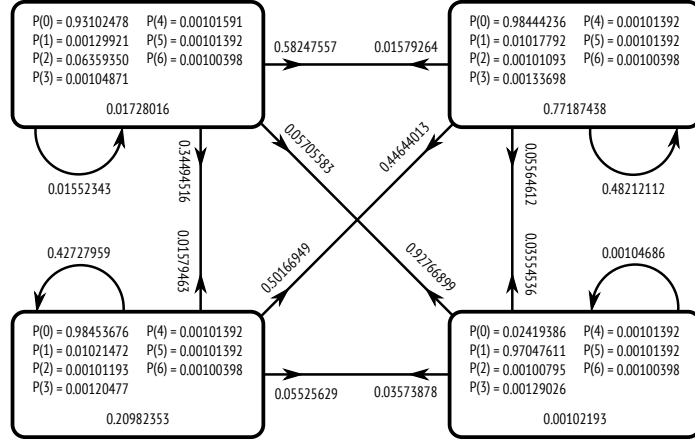 P(0) = 0.93102478 P(4) = 0.00101591
P(1) = 0.00129921 P(5) = 0.00101392
P(2) = 0.06359350 P(6) = 0.00100398
P(3) = 0.00104871
0.01728016
0.58247557 0.01579264
P(0) = 0.98444236 P(4) = 0.00101392
P(1) = 0.01017792 P(5) = 0.00101392
P(2) = 0.00101093 P(6) = 0.00100398
P(3) = 0.00133698
0.77187438
0.01552343
0.34494516
0.05705583
0.44644013
0.05564612
0.48212112
0.42727959
0.01579463
0.50166949
0.92766899
0.03554536
0.00104686
P(0) = 0.98453676 P(4) = 0.00101392
P(1) = 0.01021472 P(5) = 0.00101392
P(2) = 0.00101193 P(6) = 0.00100398
P(3) = 0.00120477
0.20982353
0.05525629 0.03573878
P(0) = 0.02419386 P(4) = 0.00101392
P(1) = 0.97047611 P(5) = 0.00101392
P(2) = 0.00100795 P(6) = 0.00100398
P(3) = 0.00129026
0.00102193